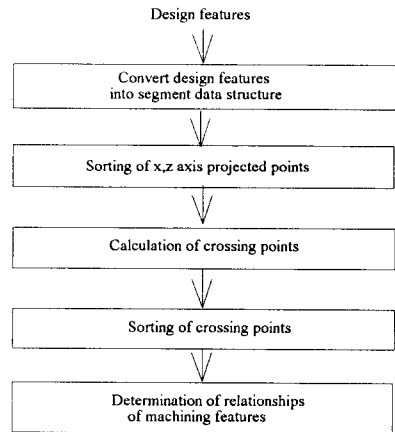 Design features
Convert design features
into segment data structure
Sorting of x,z axis projected points
Calculation of crossing points
Sorting of crossing points
Determination of relationships
of machining features